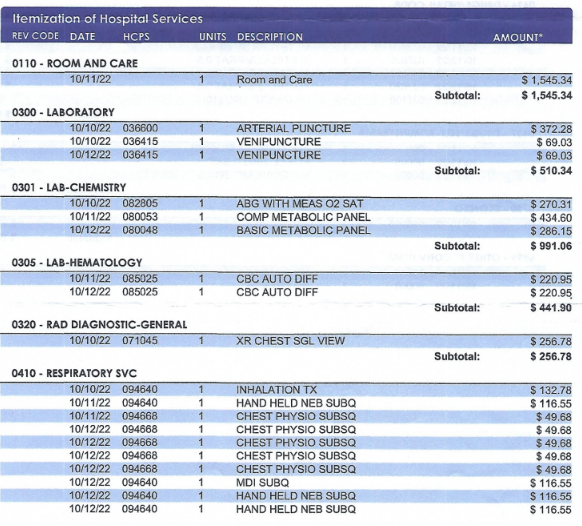 Itemization of Hospital Services
REV CODE DATE HCPS UNITS DESCRIPTION AMOUNT*
0110 - ROOM AND CARE
10/11/22 1 Room and Care $ 1,545.34
Subtotal: $ 1,545.34
0300 - LABORATORY
10/10/22 036600 1 ARTERIAL PUNCTURE $ 372.28
10/10/22 036415 1 VENIPUNCTURE $ 69.03
10/12/22 036415 1 VENIPUNCTURE $ 69.03
Subtotal: $ 510.34
0301 - LAB-CHEMISTRY
10/10/22 082805 1 ABG WITH MEAS O2 SAT $ 270.31
10/11/22 080053 1 COMP METABOLIC PANEL $ 434.60
10/12/22 080048 1 BASIC METABOLIC PANEL $ 286.15
Subtotal: $ 991.06
0305 - LAB-HEMATOLOGY
10/11/22 085025 1 CBC AUTO DIFF $ 220.95
10/12/22 085025 1 CBC AUTO DIFF $ 220.95
Subtotal: $ 441.90
0320 - RAD DIAGNOSTIC-GENERAL
10/10/22 071045 1 XR CHEST SGL VIEW $ 256.78
Subtotal: $ 256.78
0410 - RESPIRATORY SVC
10/10/22 094640 1 INHALATION TX $ 132.78
10/11/22 094640 1 HAND HELD NEB SUBQ $ 116.55
10/11/22 094668 1 CHEST PHYSIO SUBSQ $ 49.68
10/12/22 094668 1 CHEST PHYSIO SUBSQ $ 49.68
10/12/22 094668 1 CHEST PHYSIO SUBSQ $ 49.68
10/12/22 094668 1 CHEST PHYSIO SUBSQ $ 49.68
10/12/22 094640 1 MDI SUBQ $ 116.55
10/12/22 094640 1 HAND HELD NEB SUBQ $ 116.55
10/12/22 094640 1 HAND HELD NEB SUBQ $ 116.55